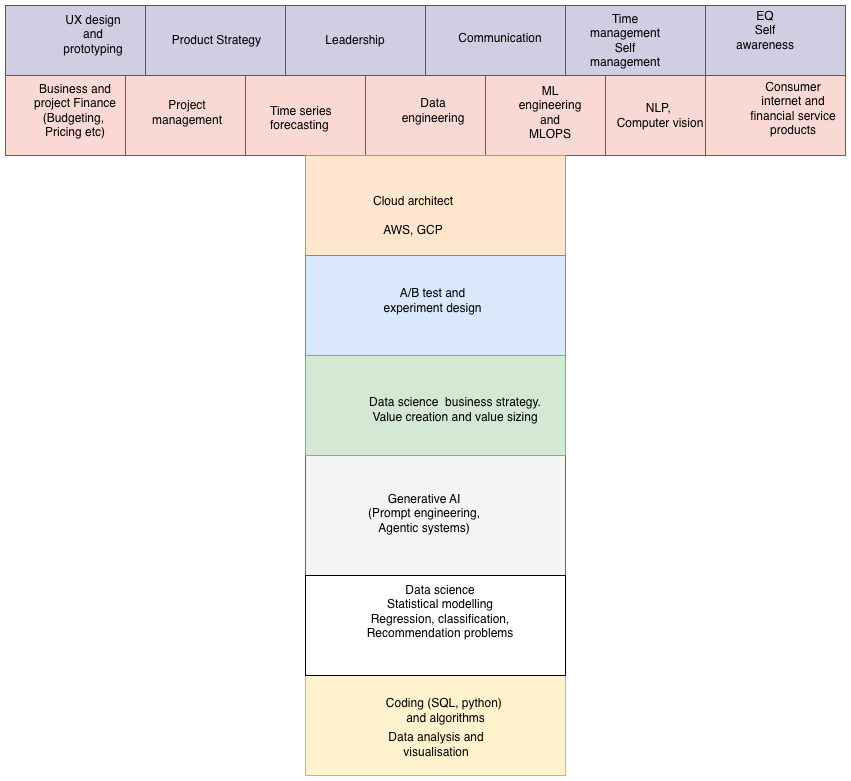 UX design
and
prototyping
Product Strategy
Leadership
Communication
Time
management
Self
management
EQ
Self
awareness
Business and
project Finance
(Budgeting,
Pricing etc)
Project
management
Time series
forecasting
Data
engineering
ML
engineering
and
MLOPS
NLP,
Computer vision
Consumer
internet and
financial service
products
Cloud architect
AWS, GCP
A/B test and
experiment design
Data science  business strategy.
Value creation and value sizing
Generative AI
(Prompt engineering,
Agentic systems)
Data science
Statistical modelling
Regression, classification,
Recommendation problems
Coding (SQL, python)
and algorithms
Data analysis and
visualisation